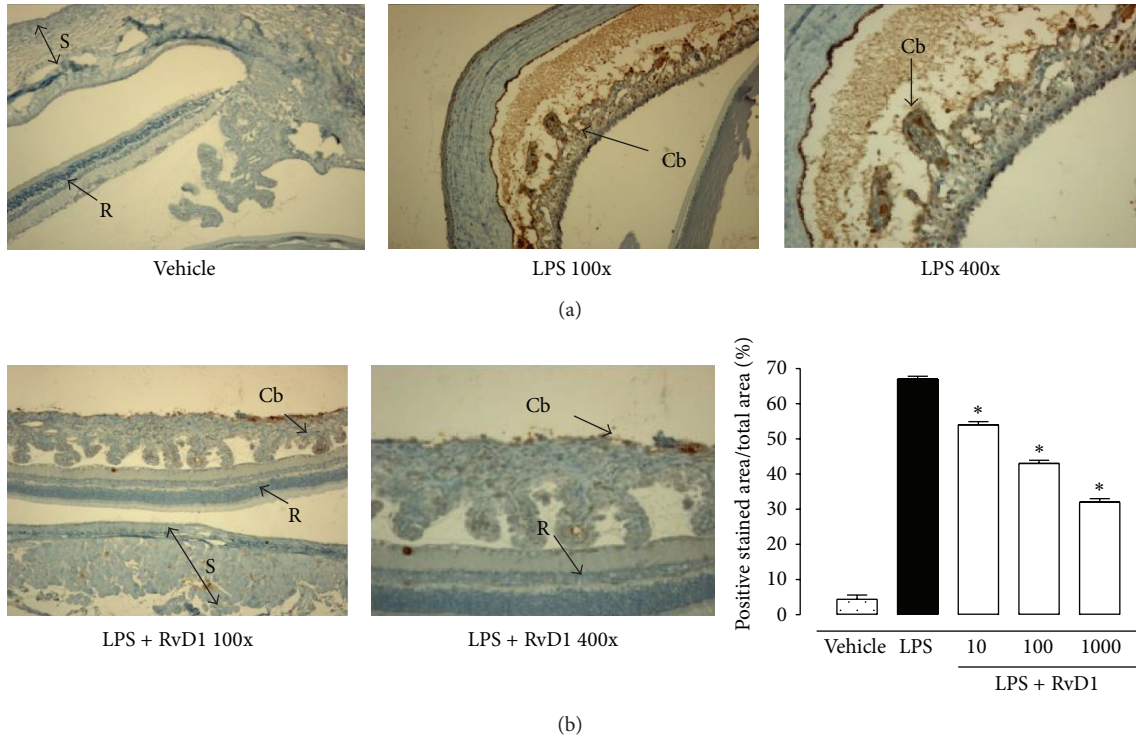 S
R
Vehicle
Cb
LPS 100x
Cb
LPS 400x
(a)
Cb
R
S
LPS + RvD1 100x
Cb
R
LPS + RvD1 400x
Positive stained area/total area (%)
70
60
50
40
30
20
10
0
* * *
Vehicle LPS 10 100 1000
LPS + RvD1
(b)